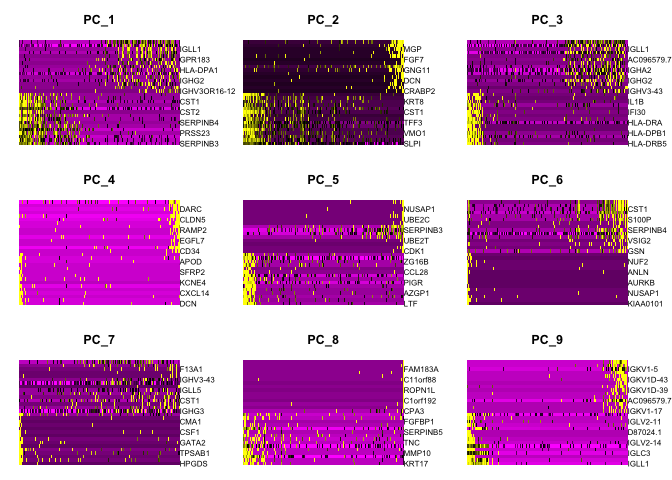 PC_1
IGLL1
GPR183
HLA-DPA1
IGHG2
IGHV3OR16-12
CST1
CST2
SERPINB4
PRSS23
SERPINB3
PC_2
MGP
FGF7
GNG11
DCN
CRABP2
KRT8
CST1
TFF3
VMO1
SLPI
PC_3
IGLL1
AC096579.7
IGHA2
IGHG2
IGHV3-43
IL1B
IFI30
HLA-DRA
HLA-DPB1
HLA-DRB5
PC_4
DARC
CLDN5
RAMP2
EGFL7
CD34
APOD
SFRP2
KCNE4
CXCL14
DCN
PC_5
NUSAP1
UBE2C
SERPINB3
UBE2T
CDK1
ZG16B
CCL28
PIGR
AZGP1
LTF
PC_6
CST1
S100P
SERPINB4
VSIG2
GSN
NUF2
ANLN
AURKB
NUSAP1
KIAA0101
PC_7
F13A1
IGHV3-43
IGLL5
CST1
IGHG3
CMA1
CSF1
GATA2
TPSAB1
HPGDS
PC_8
FAM183A
C11orf88
ROPN1L
C1orf192
CPA3
FGFBP1
SERPINB5
TNC
MMP10
KRT17
PC_9
IGKV1-5
IGKV1D-43
IGKV1D-39
AC096579.7
IGKV1-17
IGLV2-11
D87024.1
IGLV2-14
IGLC3
IGLL1